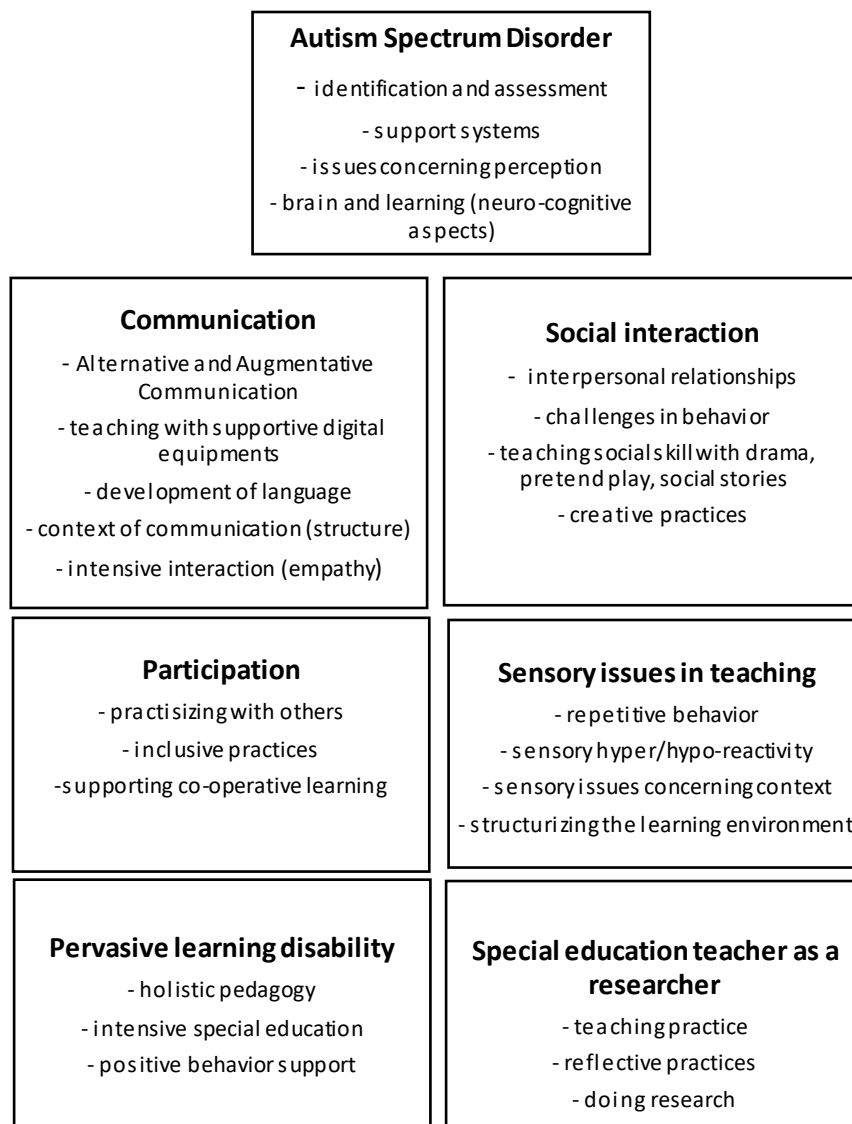 Autism Spectrum Disorder
- identification and assessment
- support systems
- issues concerning perception
- brain and learning (neuro-cognitive
aspects)
Communication
- Alternative and Augmentative
Communication
- teaching with supportive digital
equipments
- development of language
- context of communication (structure)
- intensive interaction (empathy)
Social interaction
- interpersonal relationships
- challenges in behavior
- teaching social skill with drama,
pretend play, social stories
- creative practices
Participation
- practisizing with others
- inclusive practices
-supporting co-operative learning
Sensory issues in teaching
- repetitive behavior
- sensory hyper/hypo-reactivity
- sensory issues concerning context
- structurizing the learning environment
Pervasive learning disability
- holistic pedagogy
- intensive special education
- positive behavior support
Special education teacher as a
researcher
- teaching practice
- reflective practices
- doing research